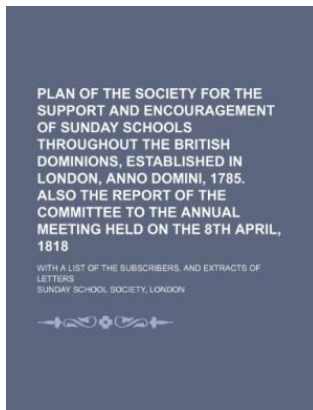 PLAN OF THE SOCIETY FOR THE
SUPPORT AND ENCOURAGEMENT
OF SUNDAY SCHOOLS
THROUGHOUT THE BRITISH
DOMINIONS, ESTABLISHED IN
LONDON, ANNO DOMINI, 1785.
ALSO THE REPORT OF THE
COMMITTEE TO THE ANNUAL
MEETING HELD ON THE 8TH APRIL,
1818
WITH A LIST OF THE SUBSCRIBERS, AND EXTRACTS OF
LETTERS
SUNDAY SCHOOL SOCIETY, LONDON